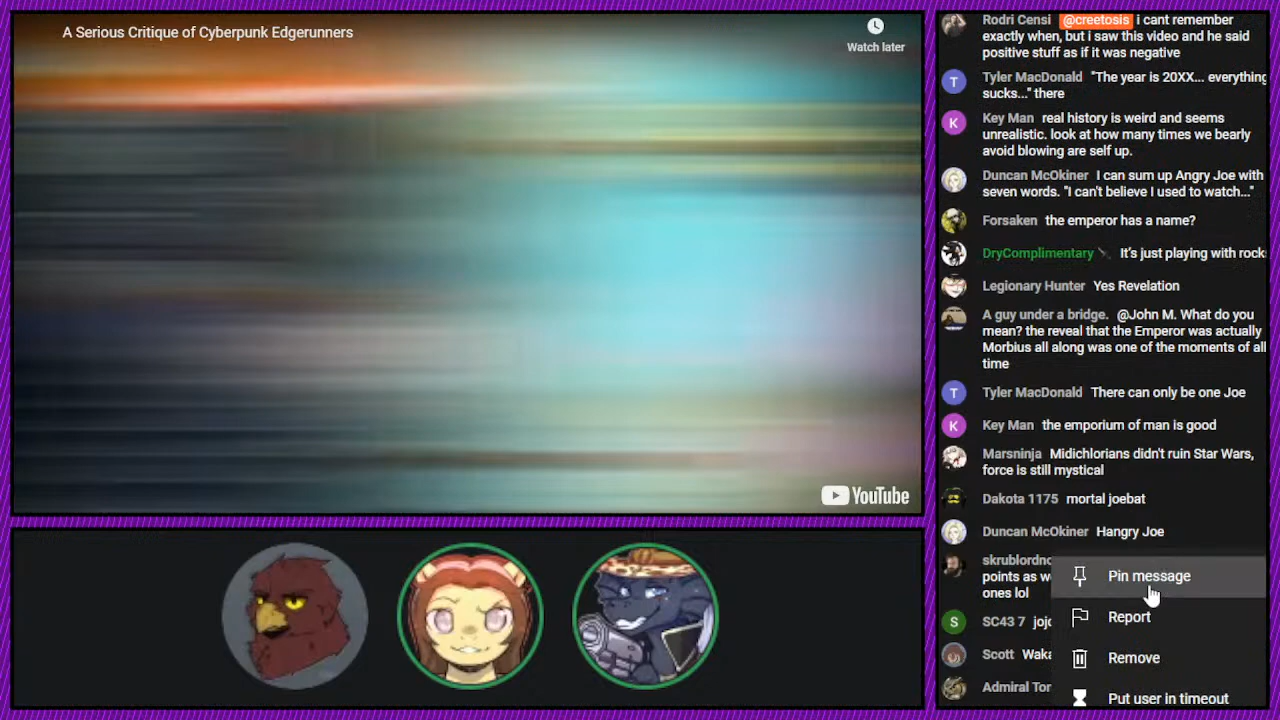 A Serious Critique of Cyberpunk Edgerunners
Watch later
YouTube
Rodri Censi @creetosis i cant remember
exactly when, but i saw this video and he said
positive stuff as if it was negative
T Tyler MacDonald "The year is 20XX... everything
sucks..." there
K Key Man real history is weird and seems
unrealistic. look at how many times we bearly
avoid blowing are self up.
Duncan McOkiner I can sum up Angry Joe with
seven words. "I can't believe I used to watch..."
Forsaken the emperor has a name?
DryComplimentary It's just playing with rock
Legionary Hunter Yes Revelation
A guy under a bridge. @John M. What do you
mean? the reveal that the Emperor was actually
Morbius all along was one of the moments of all
time
T Tyler MacDonald There can only be one Joe
K Key Man the emporium of man is good
Marsninja Midichlorians didn't ruin Star Wars,
force is still mystical
Dakota 1175 mortal joebat
Duncan McOkiner Hangry Joe
points as
ones lol
S SC43 7
Scott
Admiral
Pin message
Report
Remove
Put user in timeout